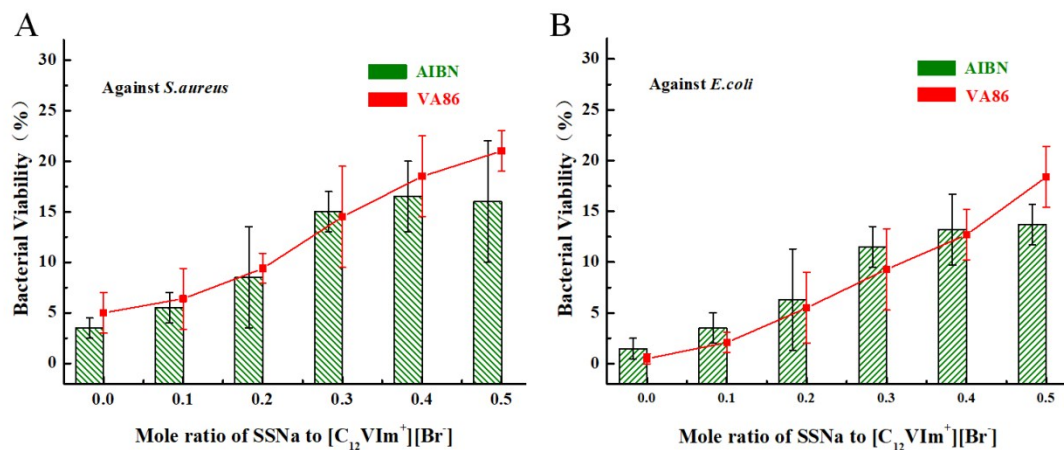 A
Against S.aureus
AIBN
VA86
30
25
20
15
10
5
0
Bacterial Viability（%）
0.0 0.1 0.2 0.3 0.4 0.5
Mole ratio of SSNa to [C₁₂VIm⁺][Br⁻]
B
Against E.coli
AIBN
VA86
30
25
20
15
10
5
0
Bacterial Viability（%）
0.0 0.1 0.2 0.3 0.4 0.5
Mole ratio of SSNa to [C₁₂VIm⁺][Br⁻]